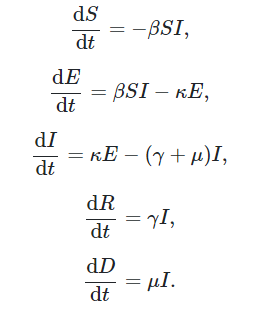 dS/dt = −βSI,
dE/dt = βSI − κE,
dI/dt = κE − (γ + μ)I,
dR/dt = γI,
dD/dt = μI.